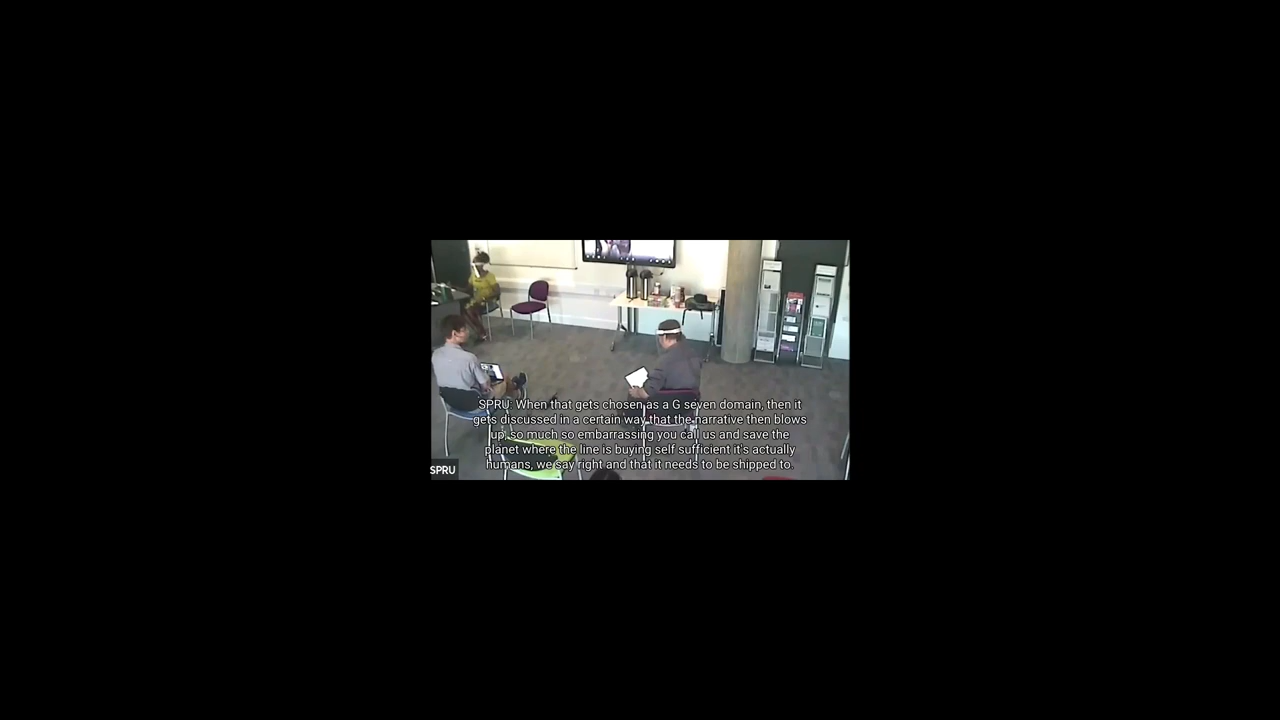 SPRU: When that gets chosen as a G seven domain, then it
gets discussed in a certain way that the narrative then blows
up, so much so embarrassing you call us and save the
planet where the line is buying self sufficient it's actually
humans, we say right and that it needs to be shipped to.
SPRU